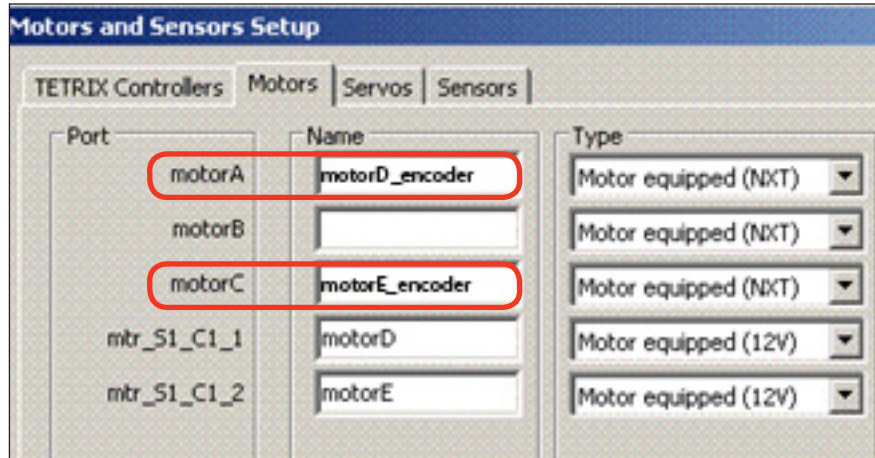 Motors and Sensors Setup
TETRIX Controllers Motors Servos Sensors
Port Name Type
motorA motorD_encoder Motor equipped (NXT)
motorB Motor equipped (NXT)
motorC motorE_encoder Motor equipped (NXT)
mtr_S1_C1_1 motorD Motor equipped (12V)
mtr_S1_C1_2 motorE Motor equipped (12V)